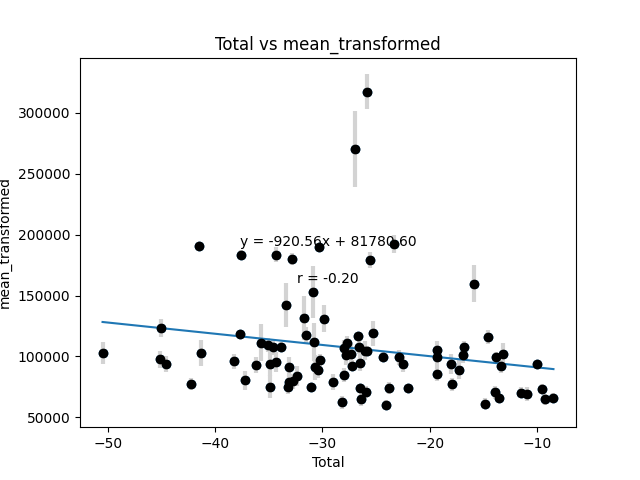 Total vs mean_transformed
300000
250000
200000
150000
100000
50000
mean_transformed
y = -920.56x + 81780.60
r = -0.20
−50
−40
−30
−20
−10
Total